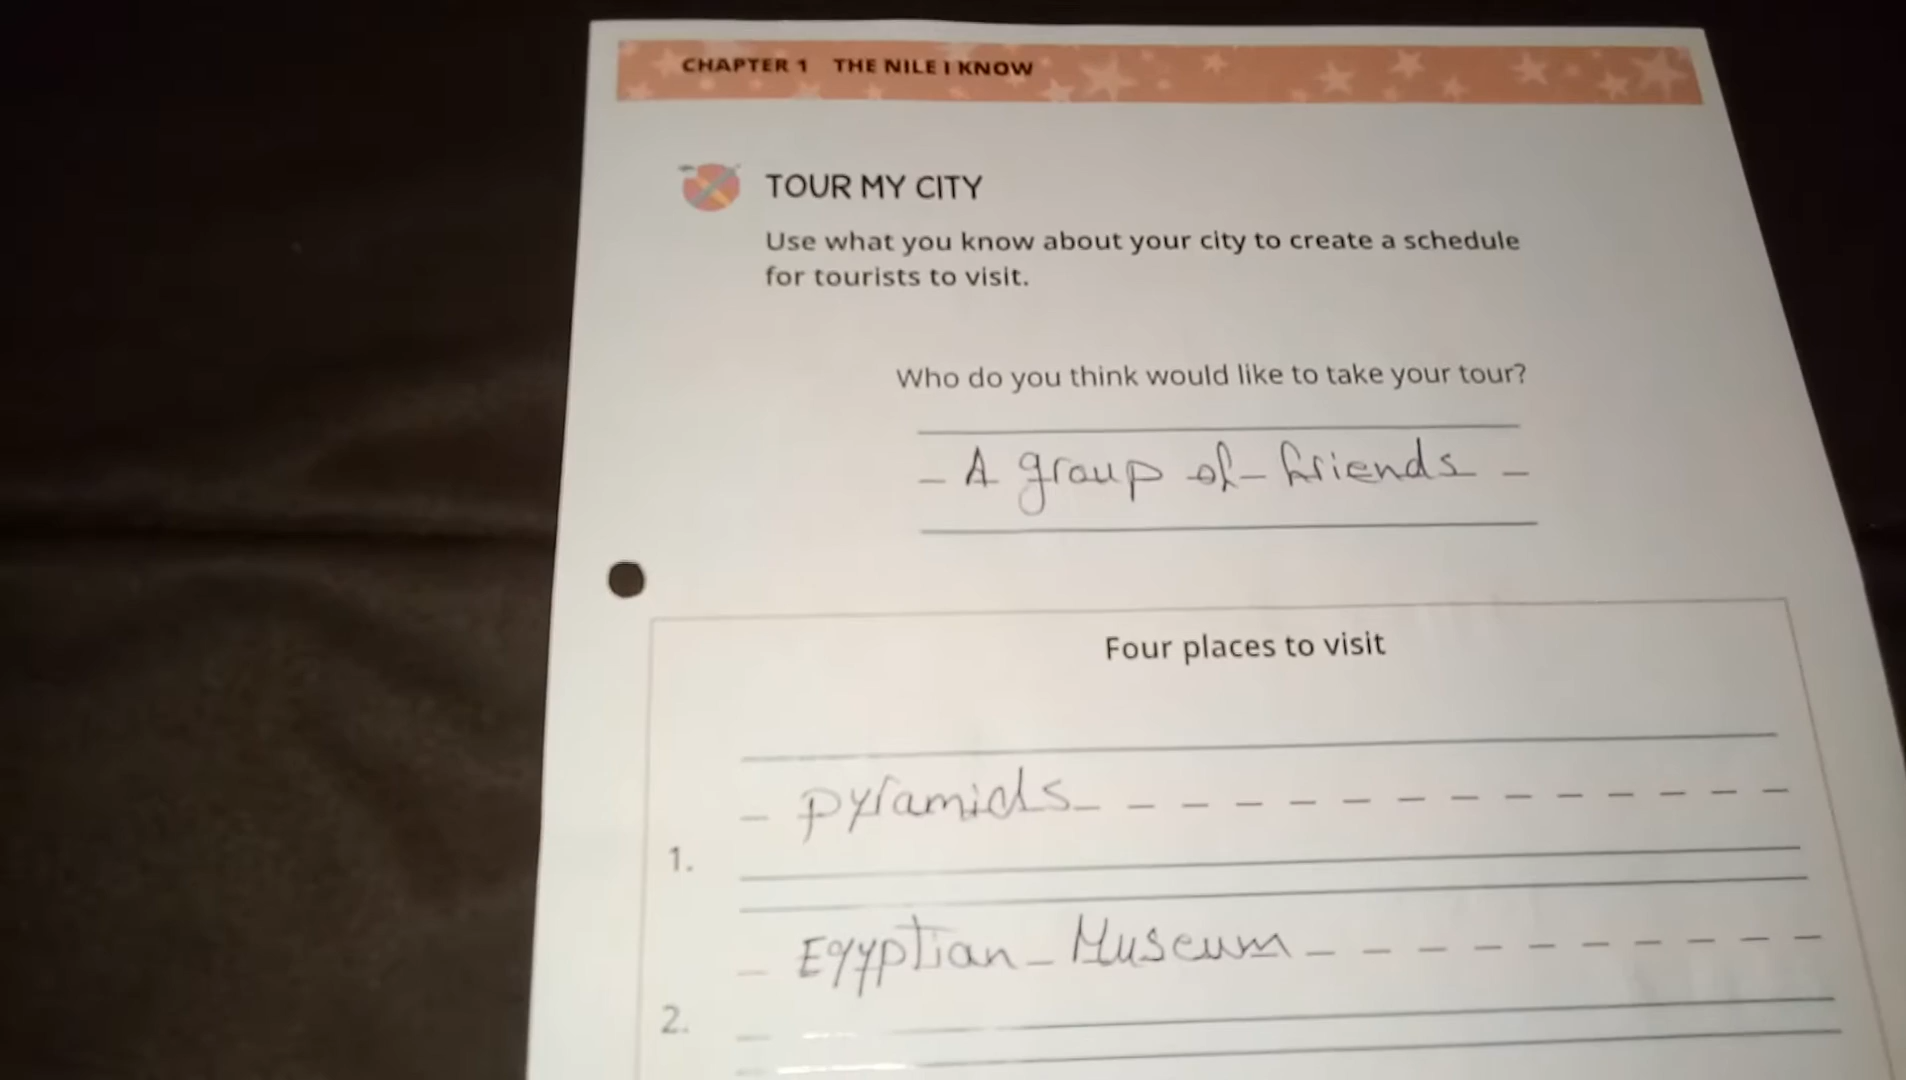 CHAPTER 1 THE NILE I KNOW
TOUR MY CITY
Use what you know about your city to create a schedule
for tourists to visit.
Who do you think would like to take your tour?
A group of friends
Four places to visit
pyramids
1.
Egyptian Museum
2.